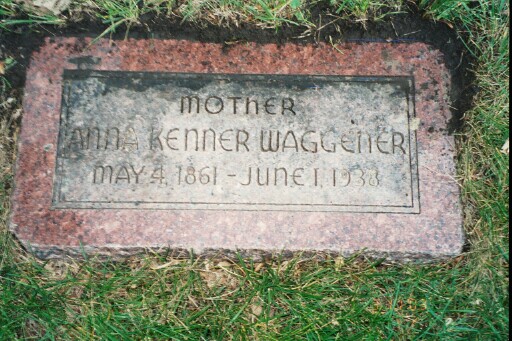 MOTHER
ANNA KENNER WAGGENER
MAY 4, 1861 - JUNE 1, 1938